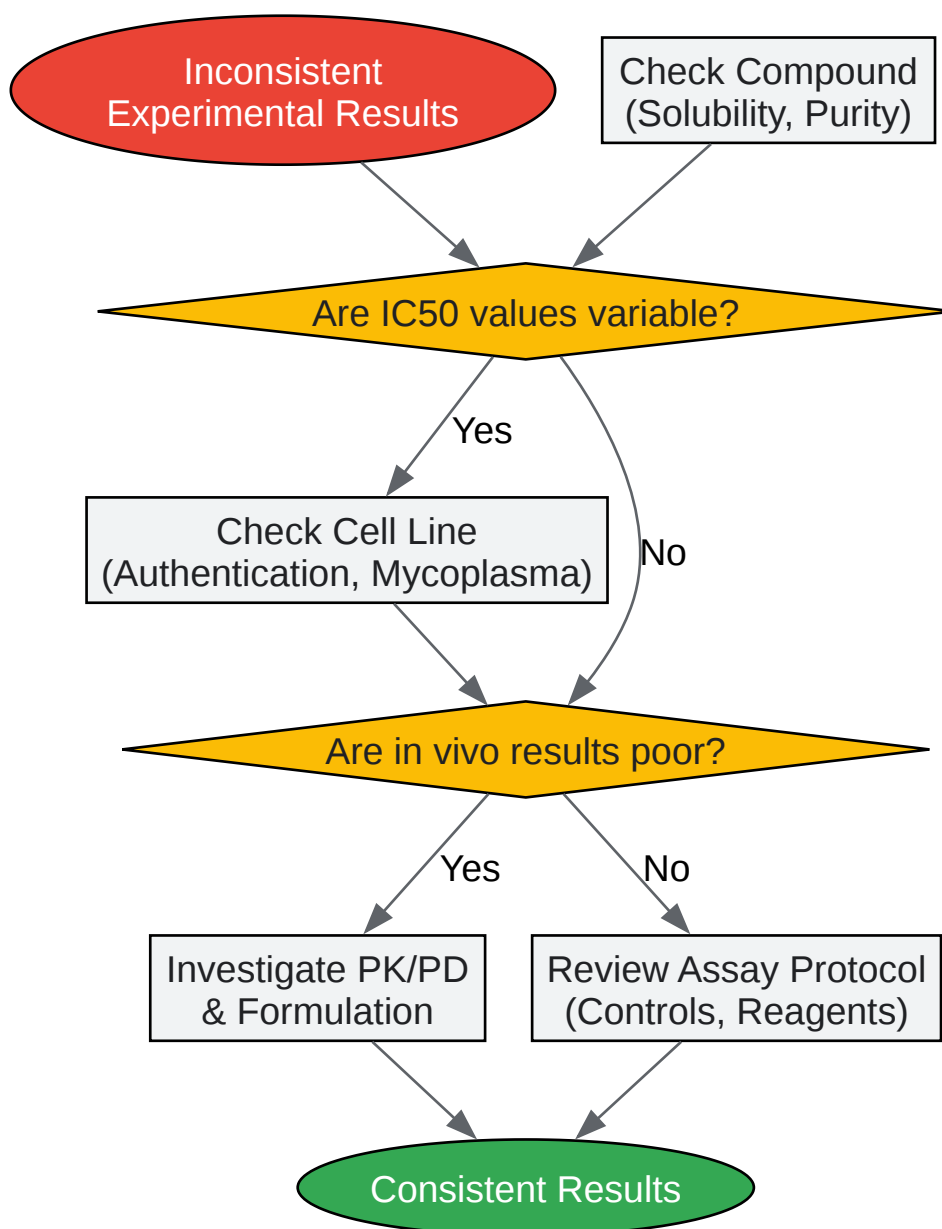 Inconsistent
Experimental Results
Check Compound
(Solubility, Purity)
Are IC50 values variable?
Yes
No
Check Cell Line
(Authentication, Mycoplasma)
Are in vivo results poor?
Yes
No
Investigate PK/PD
& Formulation
Review Assay Protocol
(Controls, Reagents)
Consistent Results